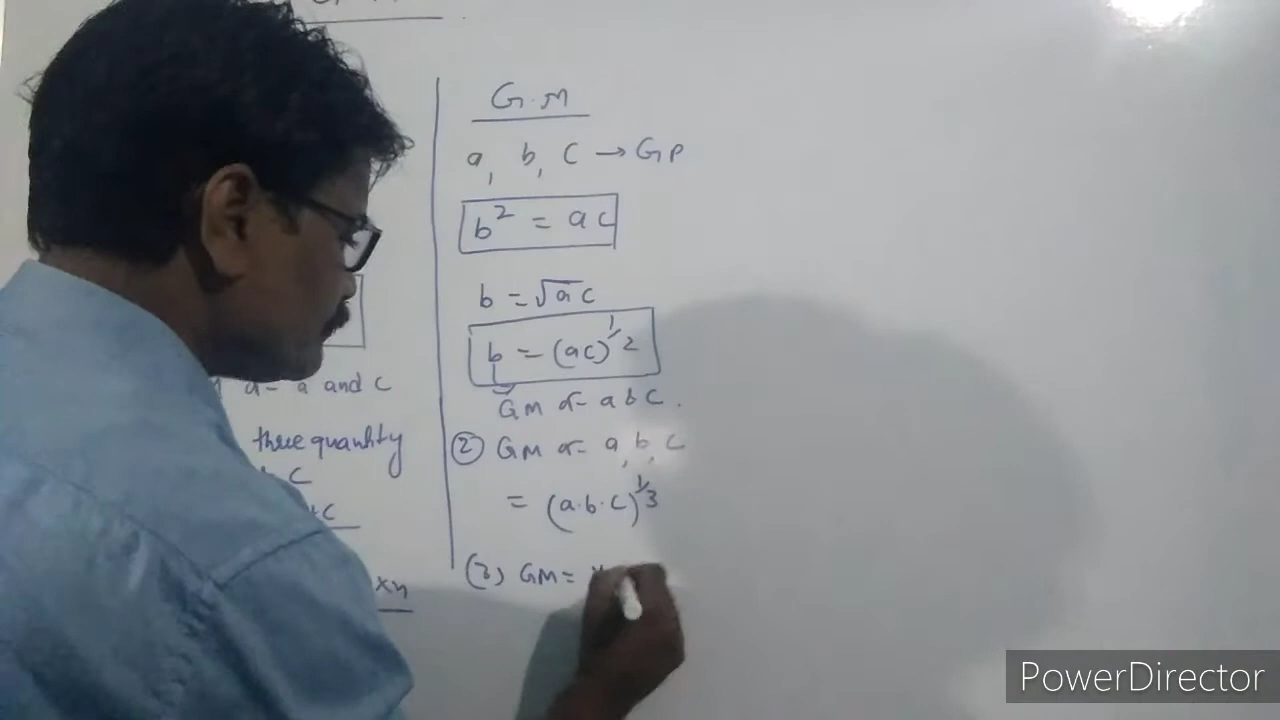 a and c
three quantity
c
+c
xn
G.M
a, b, c → GP
b² = ac
b = √ac
b = (ac)^1/2
GM of a b c.
② GM of a, b, c
= (a·b·c)^1/3
(3) GM =
PowerDirector